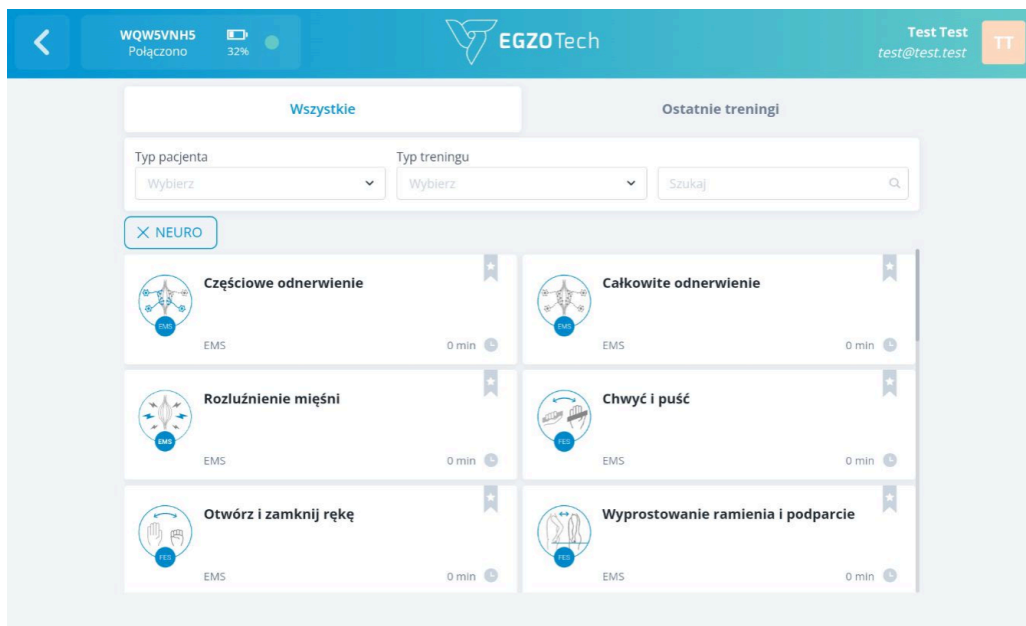 WQW5VNH5
Połączono
32%
EGZOTech
Test Test
test@test.test
TT
Wszystkie
Ostatnie treningi
Typ pacjenta
Typ treningu
Wybierz
Wybierz
Szukaj
NEURO
Częściowe odnerwienie
EMS
EMS
0 min
Całkowite odnerwienie
EMS
EMS
0 min
Rozluźnienie mięśni
EMS
EMS
0 min
Chwyć i puść
FES
EMS
0 min
Otwórz i zamknij rękę
FES
EMS
0 min
Wyprostowanie ramienia i podparcie
FES
EMS
0 min